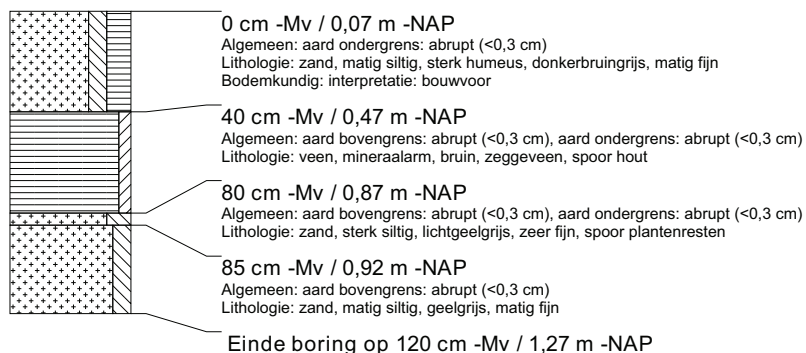 0 cm -Mv / 0,07 m -NAP
Algemeen: aard ondergrens: abrupt (<0,3 cm)
Lithologie: zand, matig siltig, sterk humeus, donkerbruingrijs, matig fijn
Bodemkundig: interpretatie: bouwvoor
40 cm -Mv / 0,47 m -NAP
Algemeen: aard bovengrens: abrupt (<0,3 cm), aard ondergrens: abrupt (<0,3 cm)
Lithologie: veen, mineraalarm, bruin, zeggeveen, spoor hout
80 cm -Mv / 0,87 m -NAP
Algemeen: aard bovengrens: abrupt (<0,3 cm), aard ondergrens: abrupt (<0,3 cm)
Lithologie: zand, sterk siltig, lichtgeelgrijs, zeer fijn, spoor plantenresten
85 cm -Mv / 0,92 m -NAP
Algemeen: aard bovengrens: abrupt (<0,3 cm)
Lithologie: zand, matig siltig, geelgrijs, matig fijn
Einde boring op 120 cm -Mv / 1,27 m -NAP